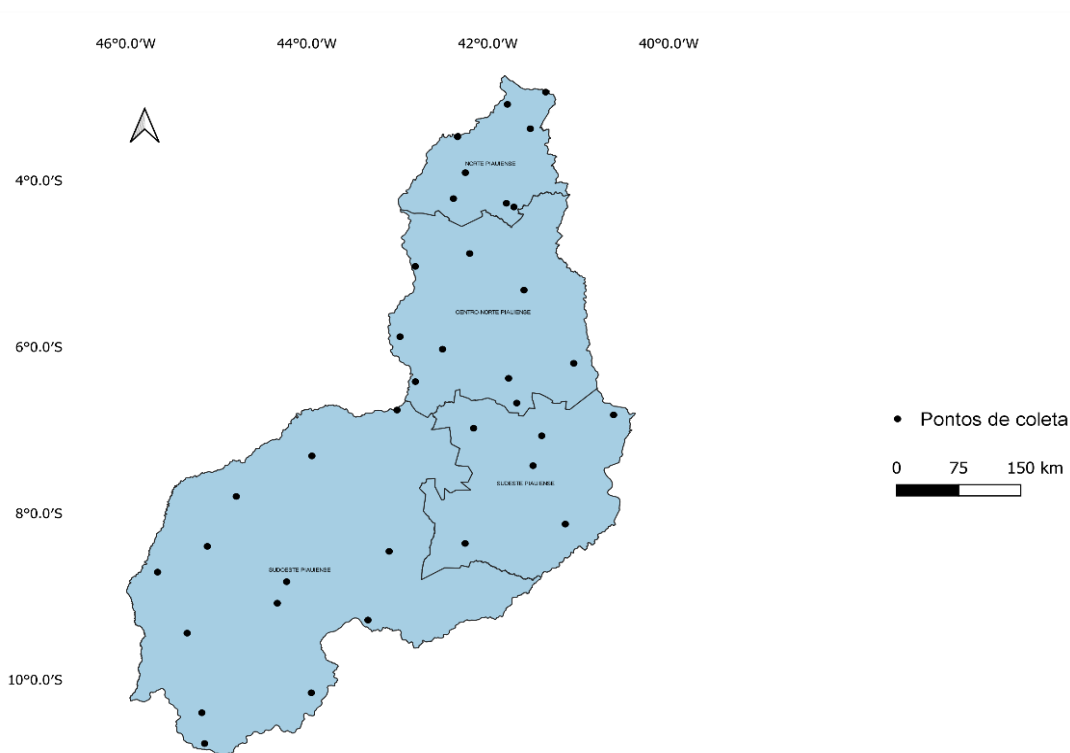 46°0.0'W 44°0.0'W 42°0.0'W 40°0.0'W
NORTE PIAUIENSE
4°0.0'S
CENTRO-NORTE PIAUIENSE
6°0.0'S
Pontos de coleta
0 75 150 km
SUDESTE PIAUIENSE
8°0.0'S
SUDOESTE PIAUIENSE
10°0.0'S